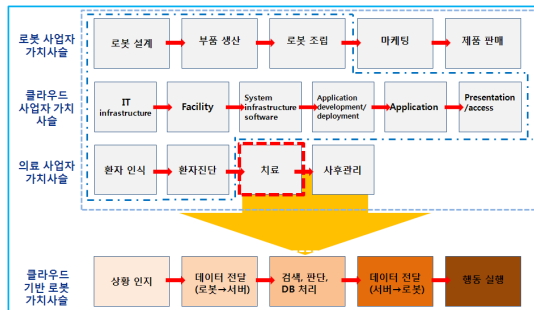 로봇 사업자
가치사슬
로봇 설계
부품 생산
로봇 조립
마케팅
제품 판매
클라우드
사업자 가치
사슬
IT
infrastructure
Facility
System
infrastructure
software
Application
development/
deployment
Application
Presentation
/access
의료 사업자
가치사슬
환자 인식
환자진단
치료
사후관리
클라우드
기반 로봇
가치사슬
상황 인지
데이터 전달
(로봇→서버)
검색, 판단,
DB 처리
데이터 전달
(서버→로봇)
행동 실행